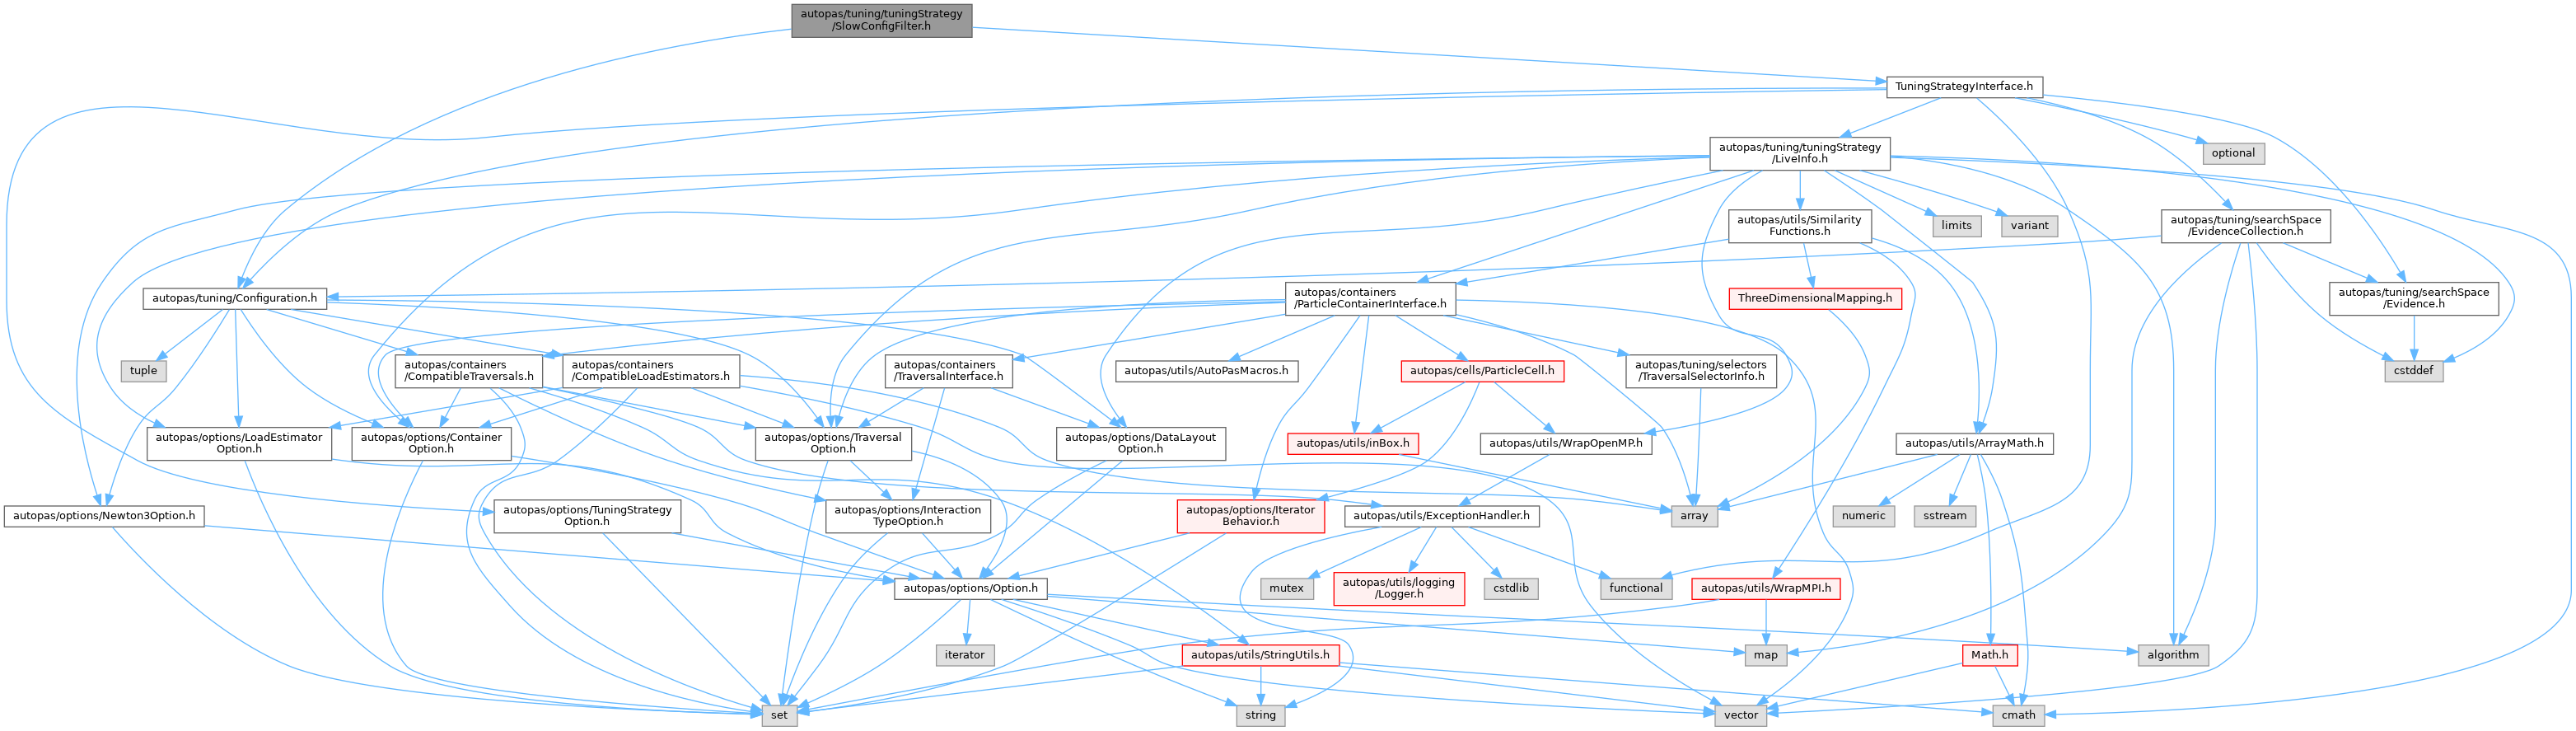 autopas/tuning/tuningStrategy
/SlowConfigFilter.h
TuningStrategyInterface.h
autopas/tuning/tuningStrategy
/LiveInfo.h
optional
autopas/utils/Similarity
Functions.h
limits
variant
autopas/tuning/searchSpace
/EvidenceCollection.h
autopas/tuning/Configuration.h
autopas/containers
/ParticleContainerInterface.h
ThreeDimensionalMapping.h
autopas/tuning/searchSpace
/Evidence.h
tuple
autopas/containers
/CompatibleTraversals.h
autopas/containers
/CompatibleLoadEstimators.h
autopas/containers
/TraversalInterface.h
autopas/utils/AutoPasMacros.h
autopas/cells/ParticleCell.h
autopas/tuning/selectors
/TraversalSelectorInfo.h
cstddef
autopas/options/LoadEstimator
Option.h
autopas/options/Container
Option.h
autopas/options/Traversal
Option.h
autopas/options/DataLayout
Option.h
autopas/utils/inBox.h
autopas/utils/WrapOpenMP.h
autopas/utils/ArrayMath.h
autopas/options/Newton3Option.h
autopas/options/TuningStrategy
Option.h
autopas/options/Interaction
TypeOption.h
autopas/options/Iterator
Behavior.h
autopas/utils/ExceptionHandler.h
array
numeric
sstream
autopas/options/Option.h
mutex
autopas/utils/logging
/Logger.h
cstdlib
functional
autopas/utils/WrapMPI.h
iterator
autopas/utils/StringUtils.h
map
Math.h
algorithm
set
string
vector
cmath